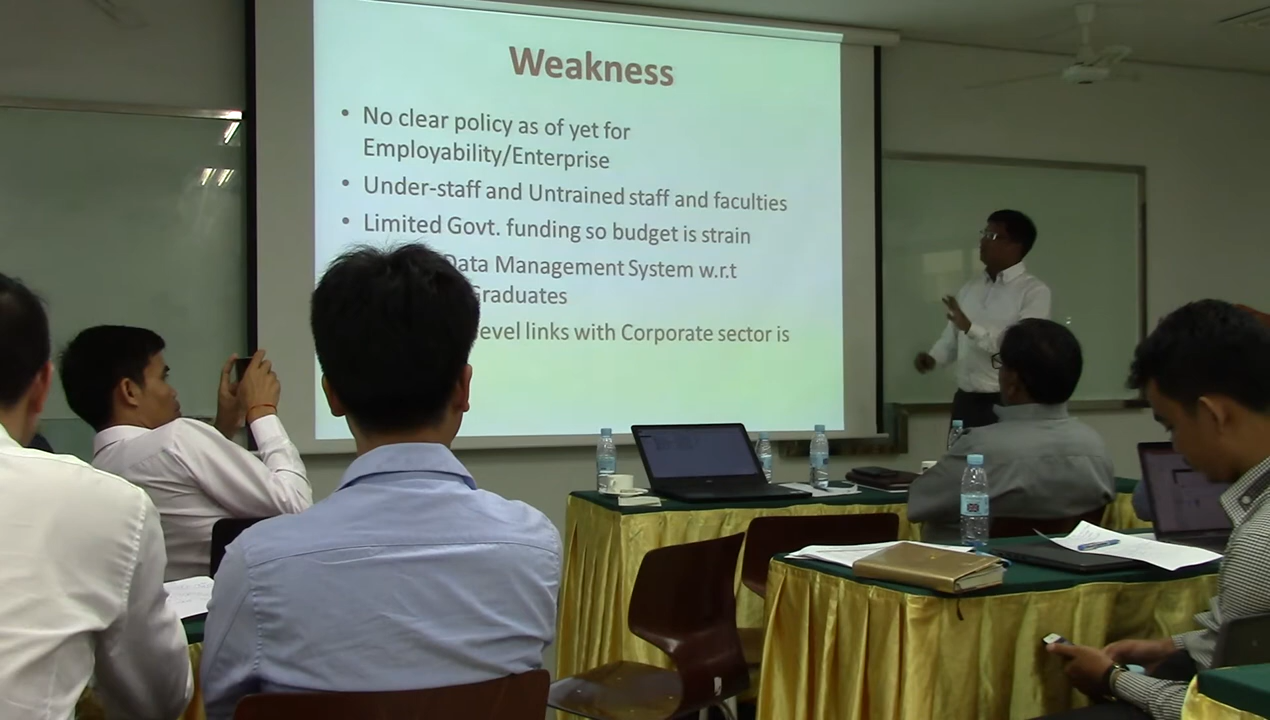 Weakness
• No clear policy as of yet for
Employability/Enterprise
• Under-staff and Untrained staff and faculties
• Limited Govt. funding so budget is strain
Data Management System w.r.t
Graduates
level links with Corporate sector is